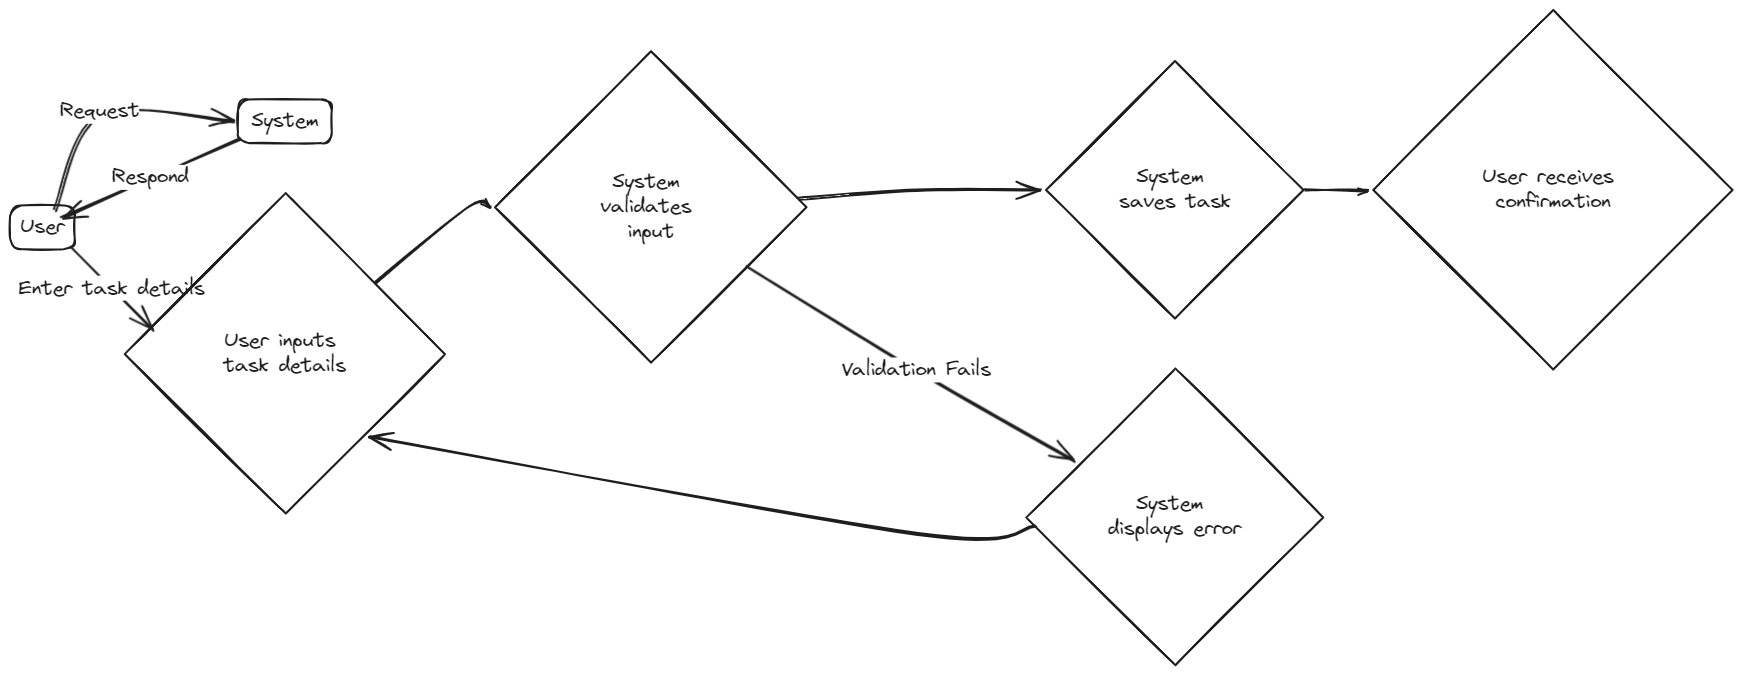 Request
System
Respond
User
Enter task details
User inputs
task details
System
validates
input
Validation Fails
System
saves task
User receives
confirmation
System
displays error